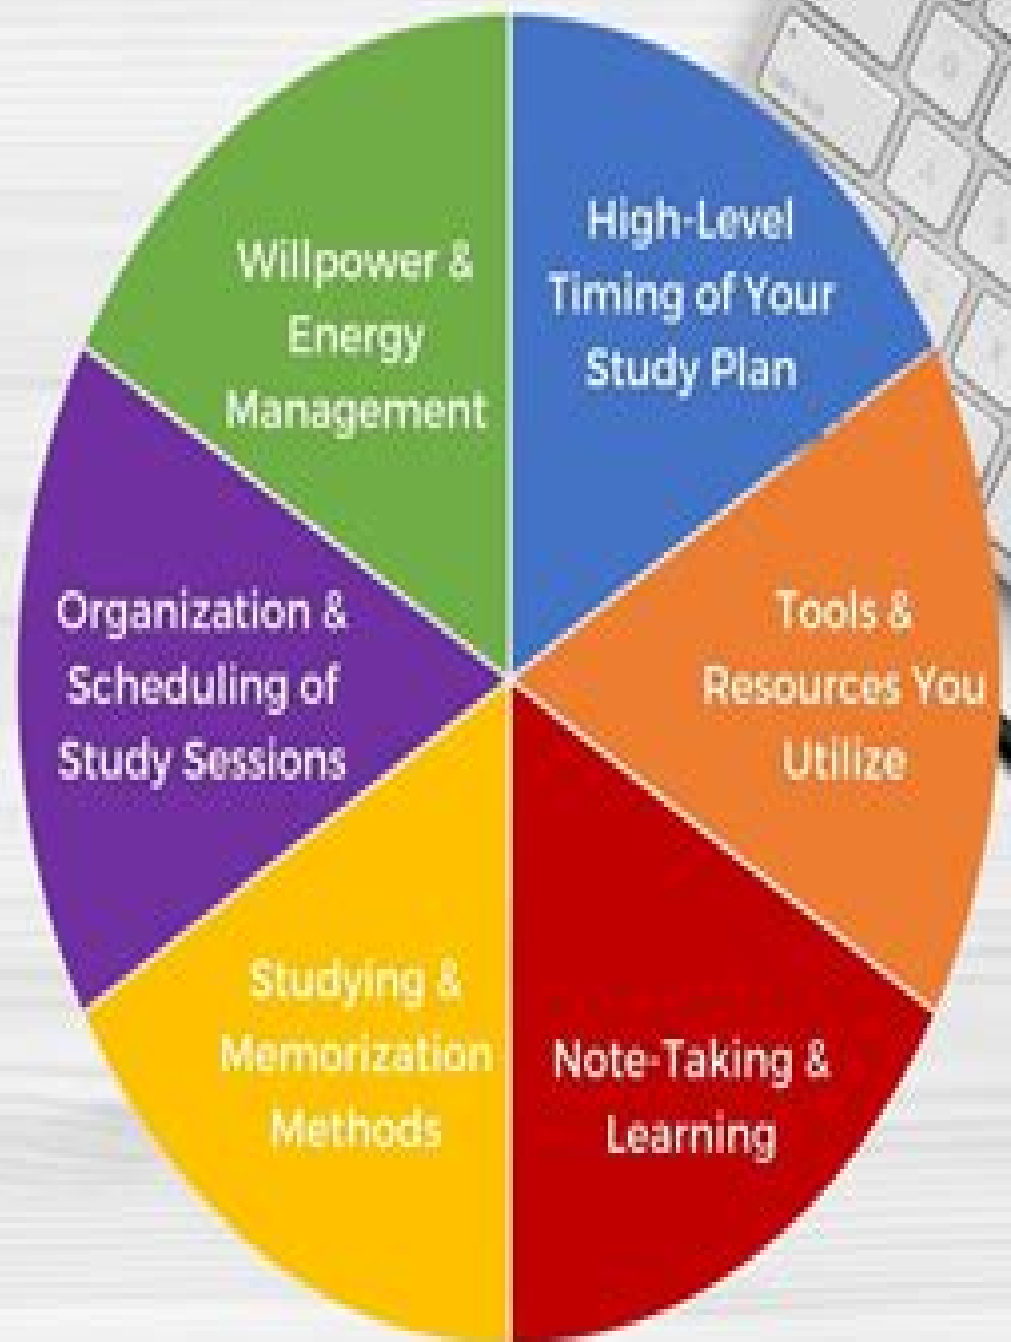 High-Level
Timing of Your
Study Plan
Tools &
Resources You
Utilize
Note-Taking &
Learning
Studying &
Memorization
Methods
Organization &
Scheduling of
Study Sessions
Willpower &
Energy
Management